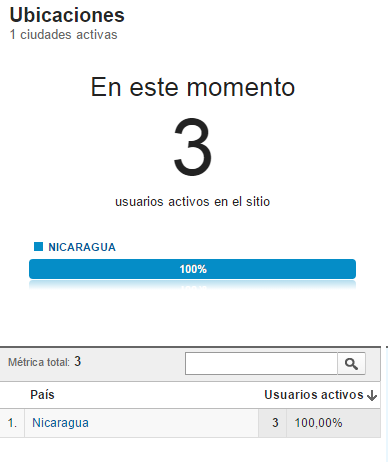 Ubicaciones
1 ciudades activas
En este momento
3
usuarios activos en el sitio
NICARAGUA
100%
Métrica total: 3
País Usuarios activos
1. Nicaragua 3 100,00%